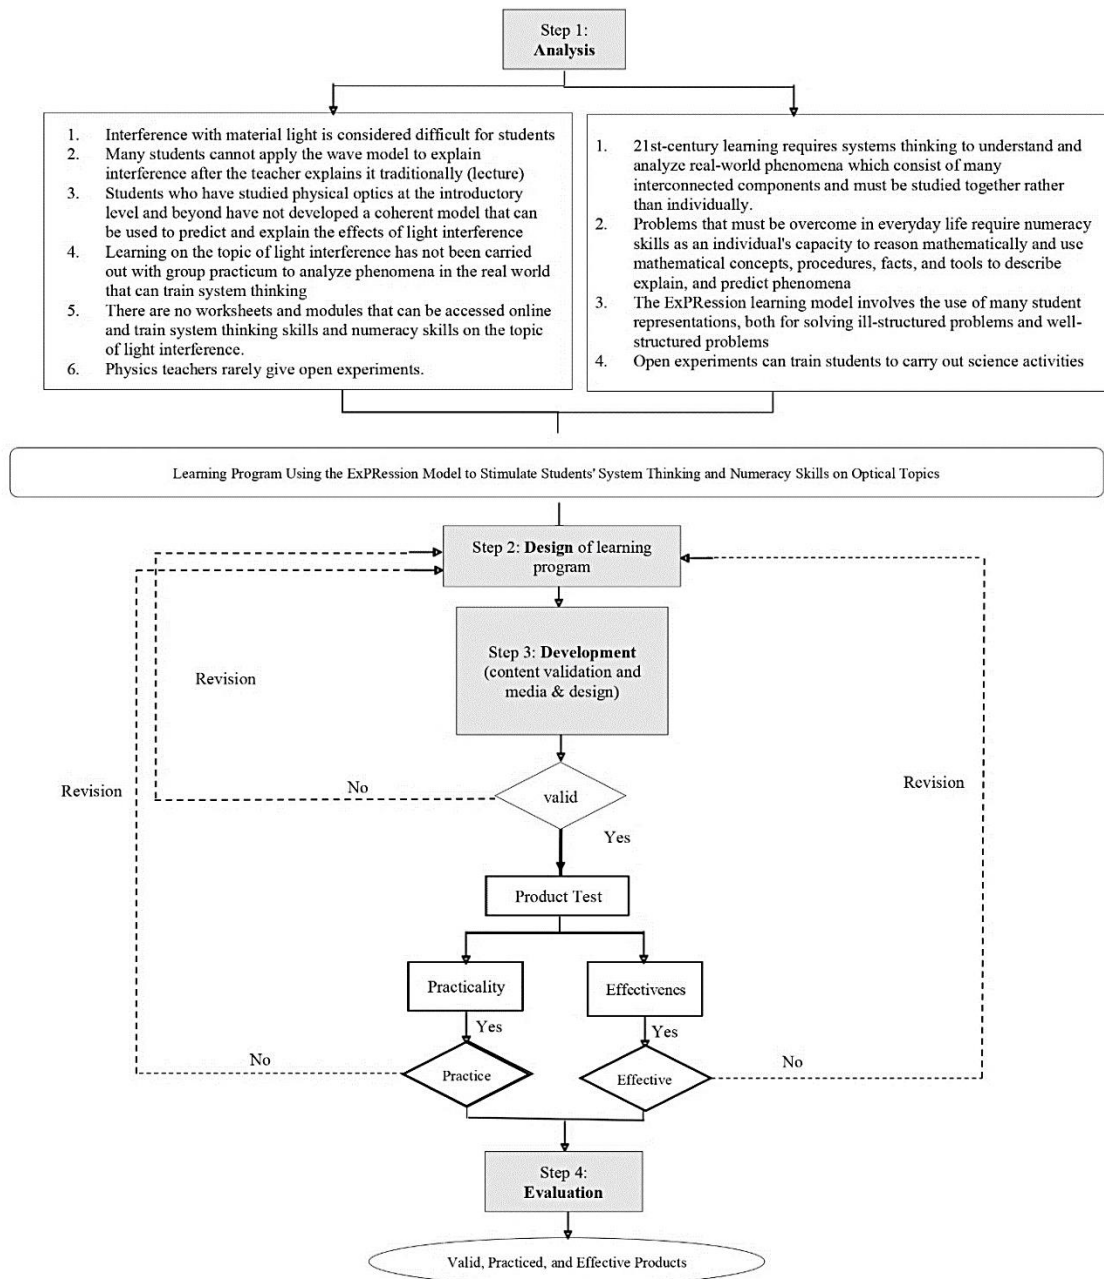 Step 1:
Analysis
1. Interference with material light is considered difficult for students
2. Many students cannot apply the wave model to explain
interference after the teacher explains it traditionally (lecture)
3. Students who have studied physical optics at the introductory
level and beyond have not developed a coherent model that can
be used to predict and explain the effects of light interference
4. Learning on the topic of light interference has not been carried
out with group practicum to analyze phenomena in the real world
that can train system thinking
5. There are no worksheets and modules that can be accessed online
and train system thinking skills and numeracy skills on the topic
of light interference.
6. Physics teachers rarely give open experiments.
1. 21st-century learning requires systems thinking to understand and
analyze real-world phenomena which consist of many
interconnected components and must be studied together rather
than individually.
2. Problems that must be overcome in everyday life require numeracy
skills as an individual's capacity to reason mathematically and use
mathematical concepts, procedures, facts, and tools to describe
explain, and predict phenomena
3. The ExPRession learning model involves the use of many student
representations, both for solving ill-structured problems and well-
structured problems
4. Open experiments can train students to carry out science activities
Learning Program Using the ExPRession Model to Stimulate Students' System Thinking and Numeracy Skills on Optical Topics
Step 2: Design of learning
program
Step 3: Development
(content validation and
media & design)
Revision
Revision
Revision
No
valid
Yes
Product Test
Practicality
Effectivenes
Yes
Yes
No
Practice
Effective
No
Step 4:
Evaluation
Valid, Practiced, and Effective Products